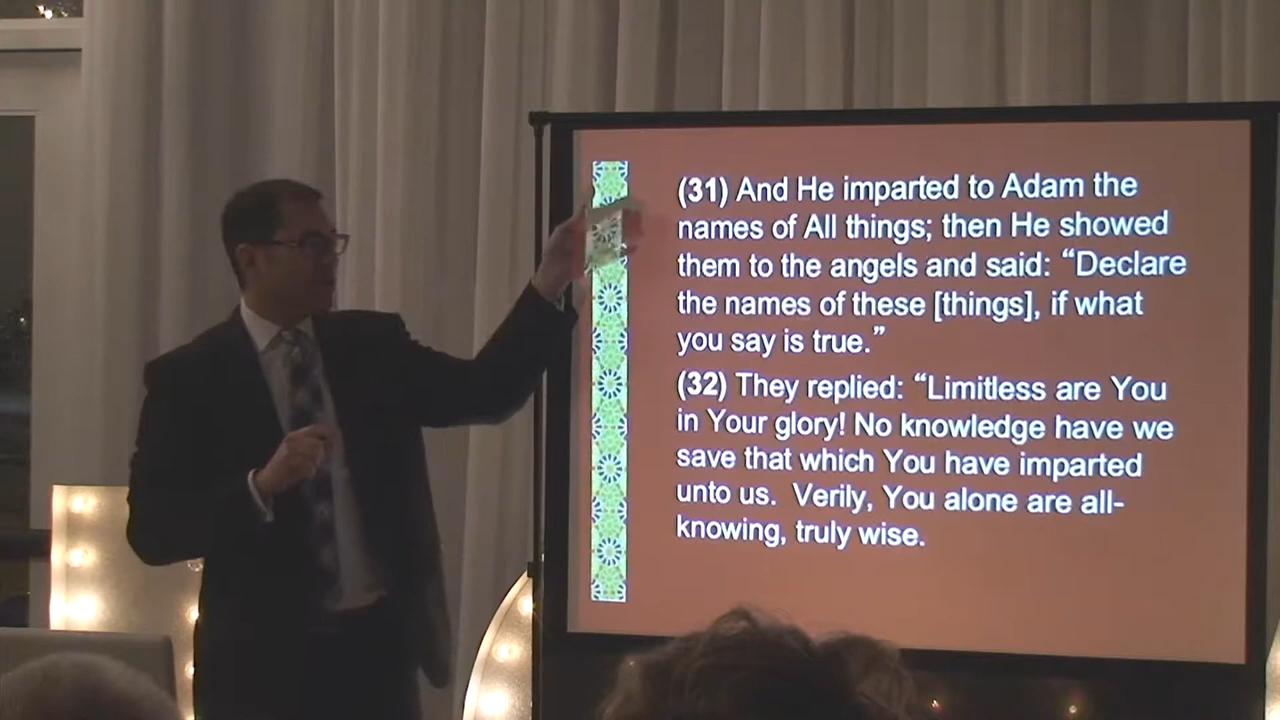 (31) And He imparted to Adam the
names of All things; then He showed
them to the angels and said: “Declare
the names of these [things], if what
you say is true.”
(32) They replied: “Limitless are You
in Your glory! No knowledge have we
save that which You have imparted
unto us. Verily, You alone are all-
knowing, truly wise.